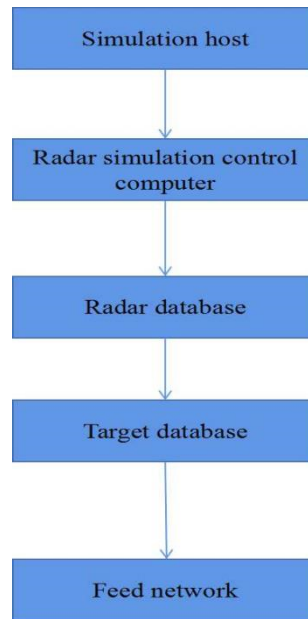 Simulation host
Radar simulation control
computer
Radar database
Target database
Feed network